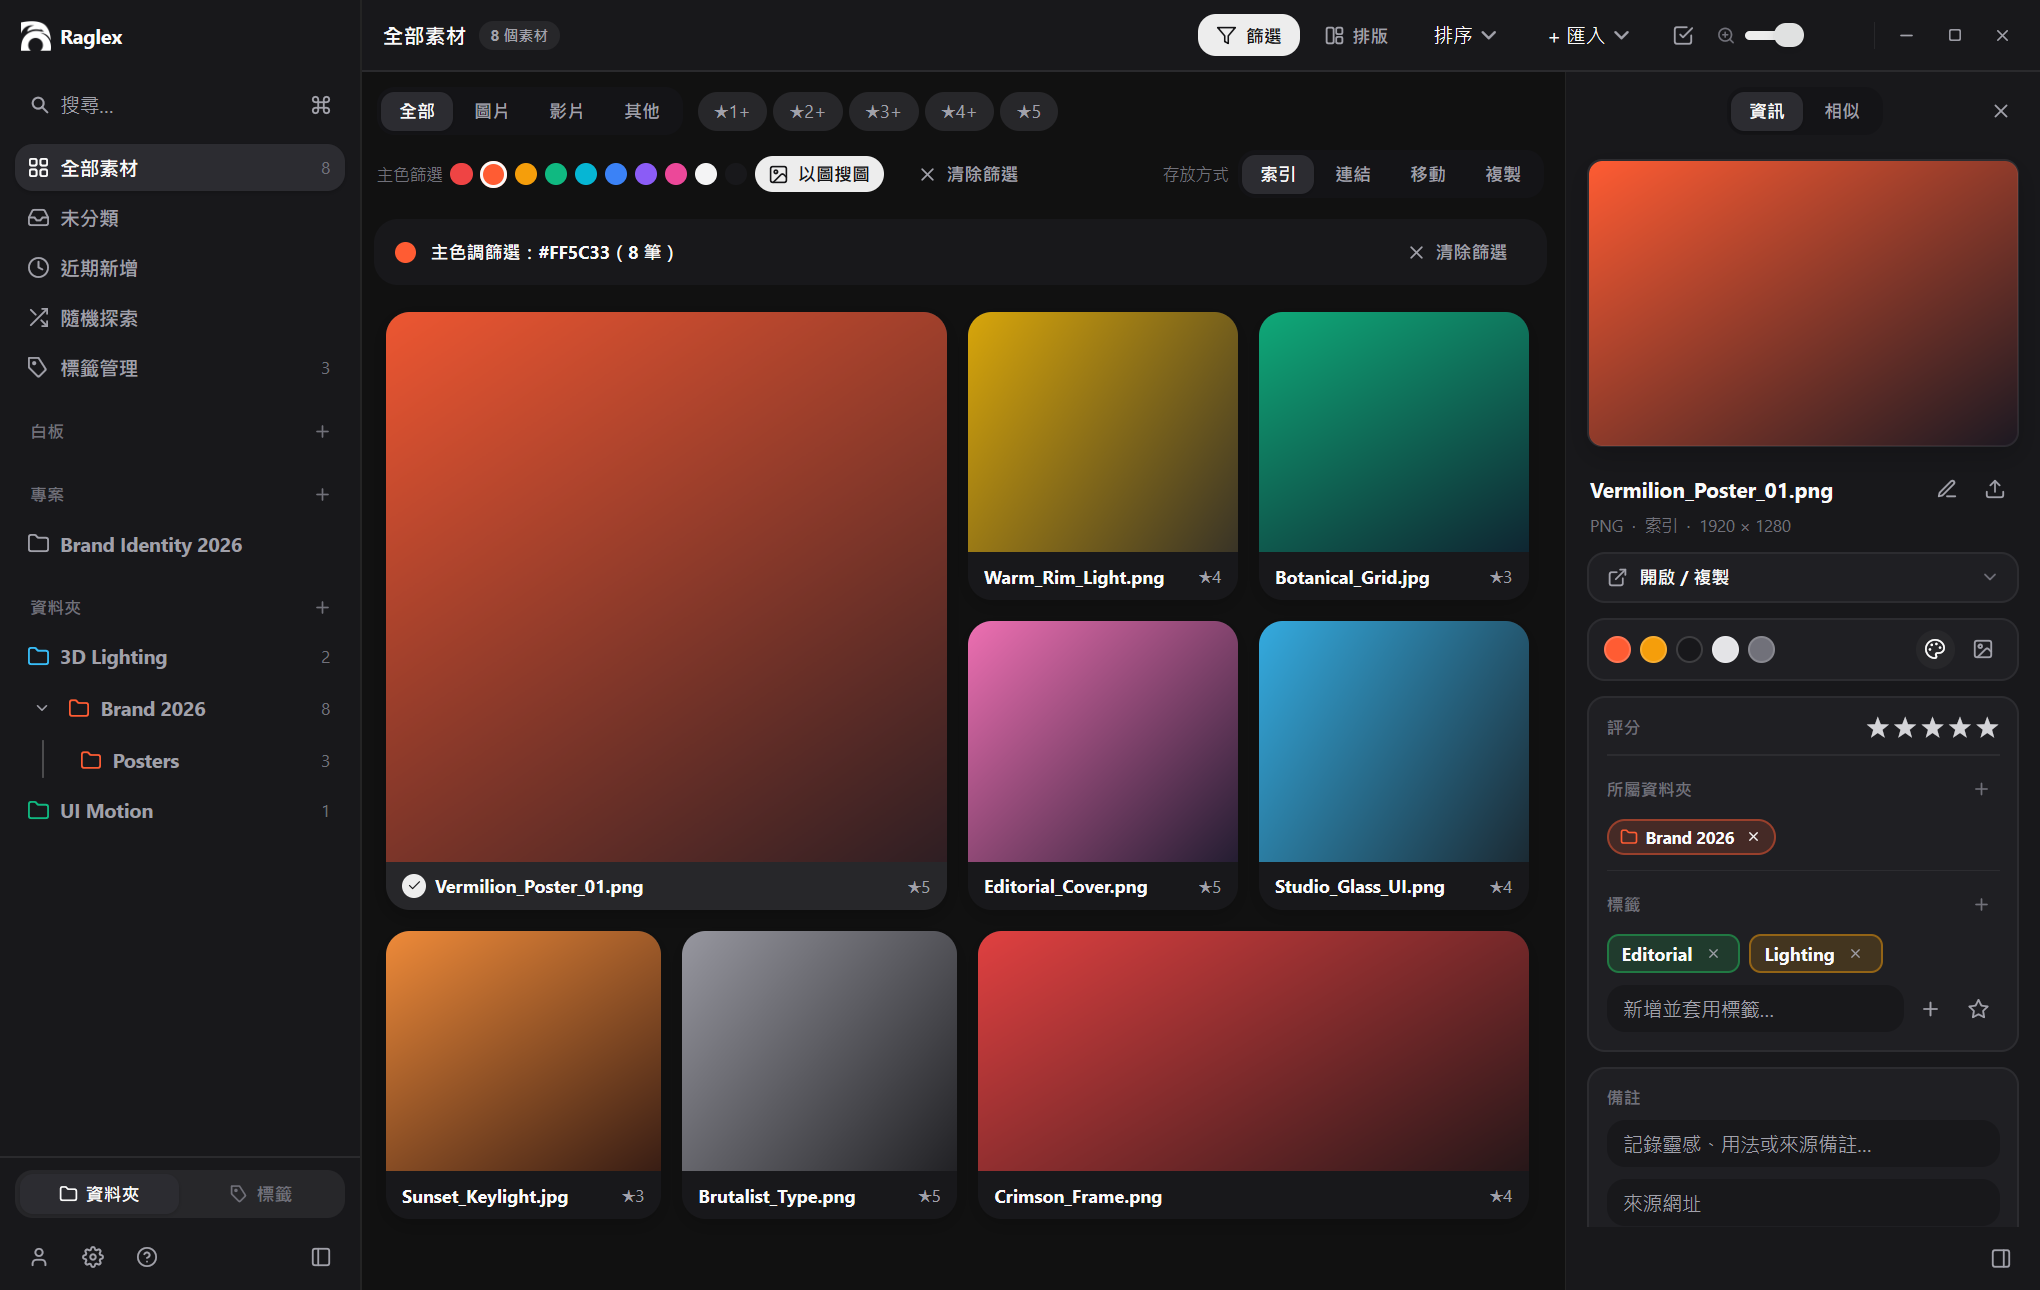 Raglex
搜尋...
全部素材 8
未分類
近期新增
隨機探索
標籤管理 3
白板
專案
Brand Identity 2026
資料夾
3D Lighting 2
Brand 2026 8
Posters 3
UI Motion 1
資料夾 標籤
全部素材 8 個素材
篩選 排版 排序 + 匯入
全部 圖片 影片 其他 ★1+ ★2+ ★3+ ★4+ ★5
主色篩選 以圖搜圖 清除篩選 存放方式 索引 連結 移動 複製
主色調篩選：#FF5C33（8 筆） 清除篩選
Warm_Rim_Light.png ★4
Botanical_Grid.jpg ★3
Vermilion_Poster_01.png ★5
Editorial_Cover.png ★5
Studio_Glass_UI.png ★4
Sunset_Keylight.jpg ★3
Brutalist_Type.png ★5
Crimson_Frame.png ★4
資訊 相似
Vermilion_Poster_01.png
PNG · 索引 · 1920 × 1280
開啟 / 複製
評分 ★★★★★
所屬資料夾
Brand 2026
標籤
Editorial Lighting
新增並套用標籤...
備註
記錄靈感、用法或來源備註...
來源網址